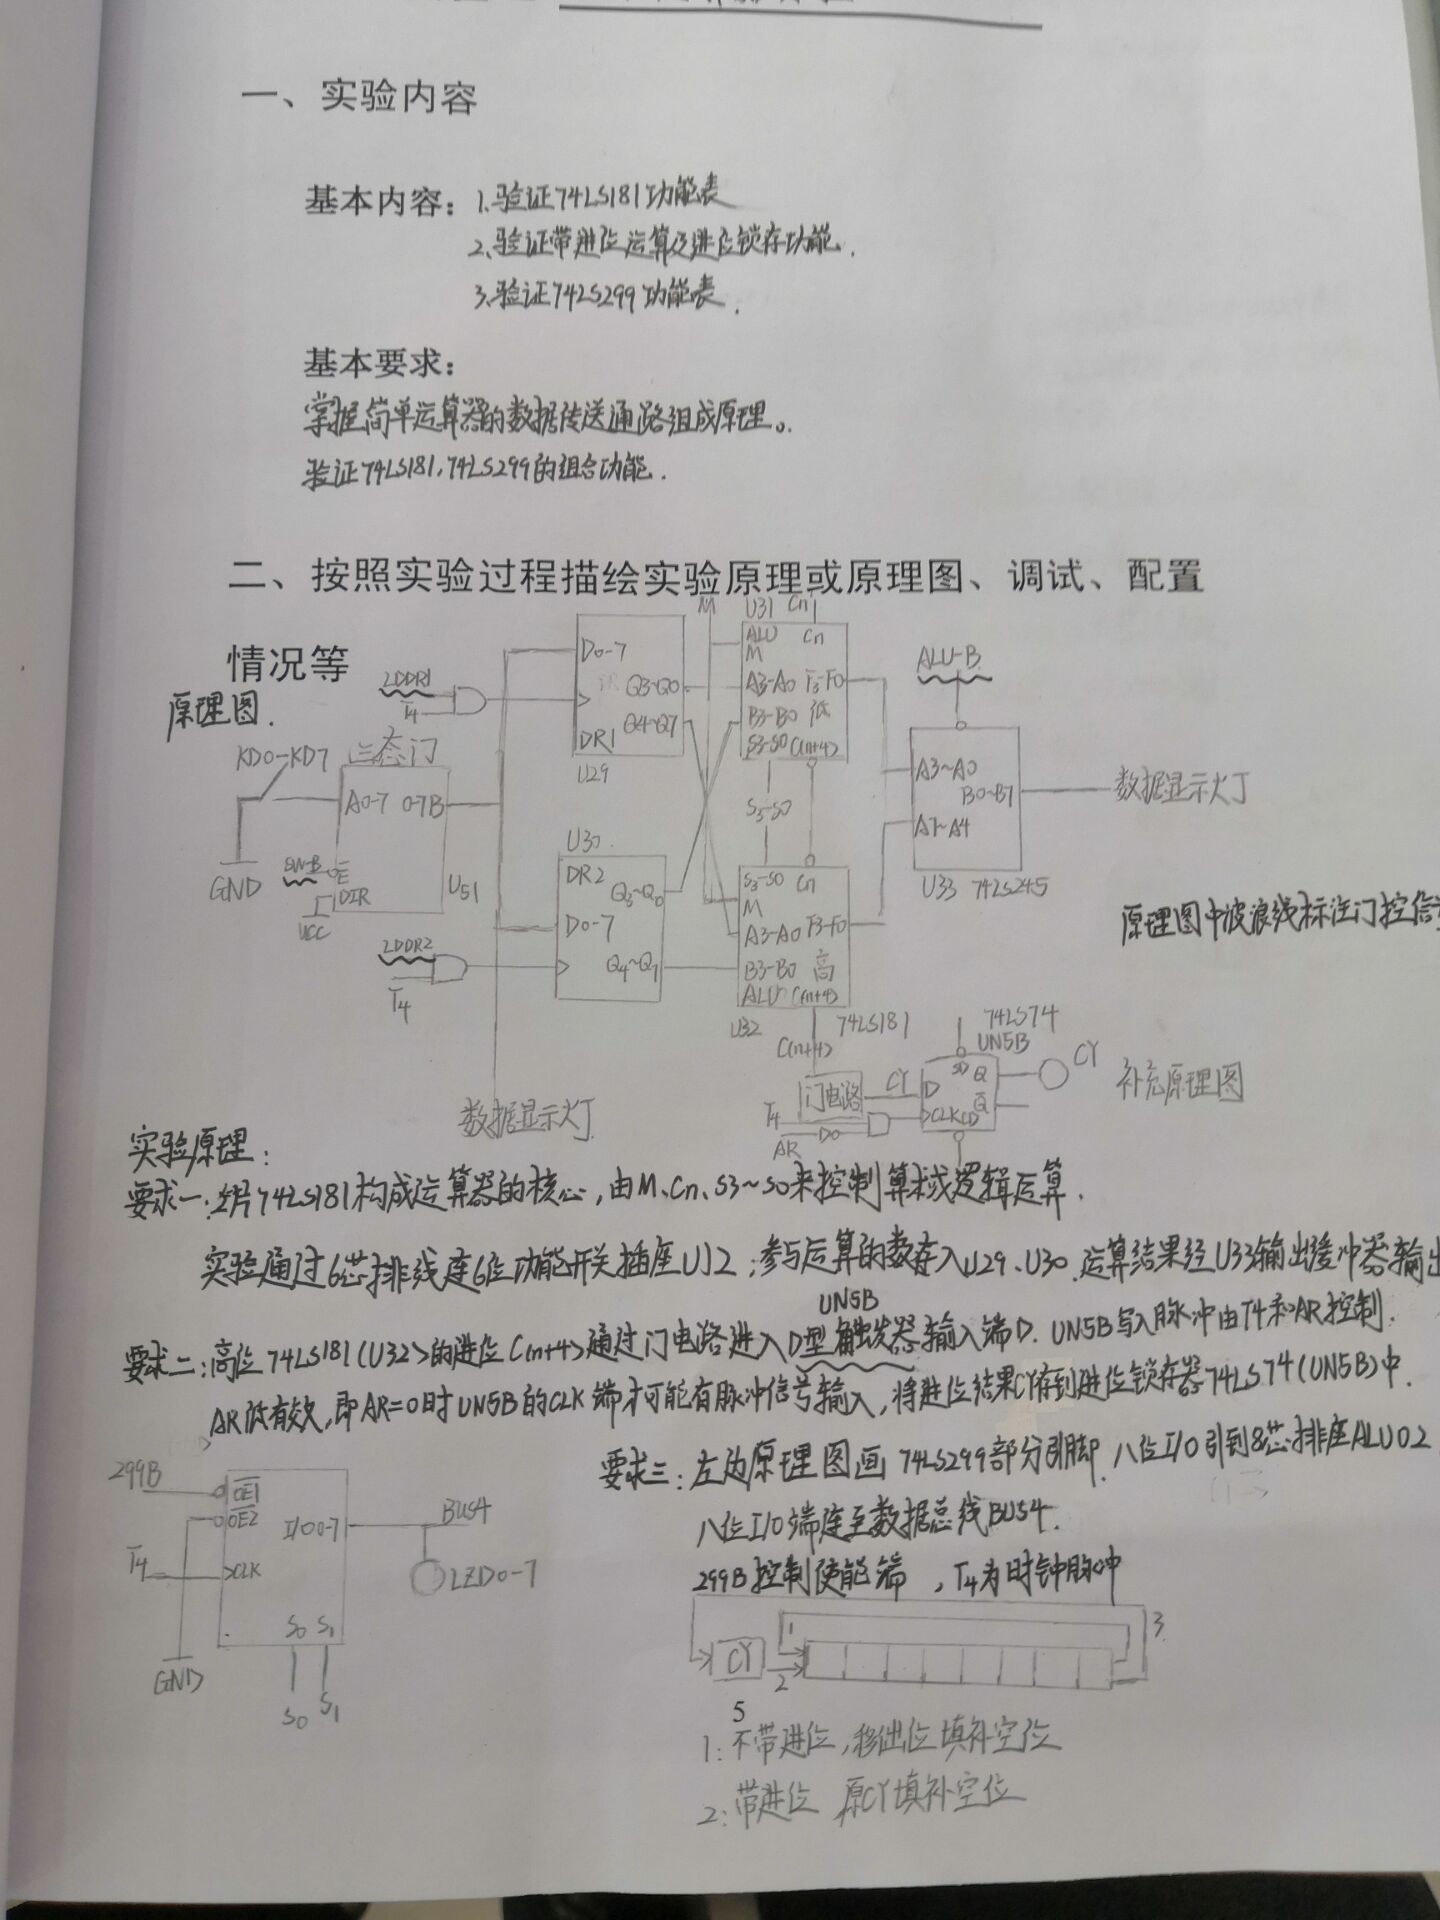 一、实验内容
基本内容：1.验证74LS181功能表
2.验证带进位运算及进位锁存功能.
3.验证74LS299功能表.
基本要求：
掌握简单运算器的数据传送通路组成原理。
验证74LS181,74LS299的组合功能.
二、按照实验过程描绘实验原理或原理图、调试、配置
情况等
原理图.
M U31 Cn
LDDR1 T4
D0-7 Q3-Q0 Q4-Q7 DR1 U29
ALU Cn M A3-A0 F3-F0 B3-B0 低 S3-S0 C(n+4)
ALU-B
KD0-KD7 三态门
A0-7 0-7B
SW-B OE DIR VCC U51
GND
S3-S0
A3~A0 B0~B7 A7~A4
U33 74LS245
数据显示灯
U30
DR2 Q3~Q0 D0-7 Q4~Q7
LDDR2 T4
S3-S0 Cn M A3-A0 F3-F0 B3-B0 高 ALU C(n+4)
U32 74LS181
原理图中波浪线标注门控信
C(n+4)
74LS74
UN5B
门电路 CY D SD Q CLK CD Q CY
T4 AR
补充原理图
数据显示灯
实验原理：
要求一：2片74LS181构成运算器的核心,由M、Cn、S3~S0来控制算术或逻辑运算.
实验通过6芯排线连6位功能开关插座UJ2;参与运算的数存入U29、U30.运算结果经U33输出缓冲器输出
UN5B
要求二：高位74LS181(U32)的进位C(n+4)通过门电路进入D型触发器输入端D.UN5B写入脉冲由T4和AR控制.
AR低有效,即AR=0时UN5B的CLK端才可能有脉冲信号输入,将进位结果CY存到进位锁存器74LS74(UN5B)中.
要求三：左边原理图画74LS299部分引脚.八位I/O引到8芯排座ALU02
八位I/O端连至数据总线BUS4.
299B控制使能端,T4为时钟脉冲
299B OE1 OE2 I/O0-7 BUS4
T4 CLK LZD0-7
S0 S1
GND
S0 S1
CY 1 2 3
5
1：不带进位,移出位填补空位
2：带进位 原CY填补空位